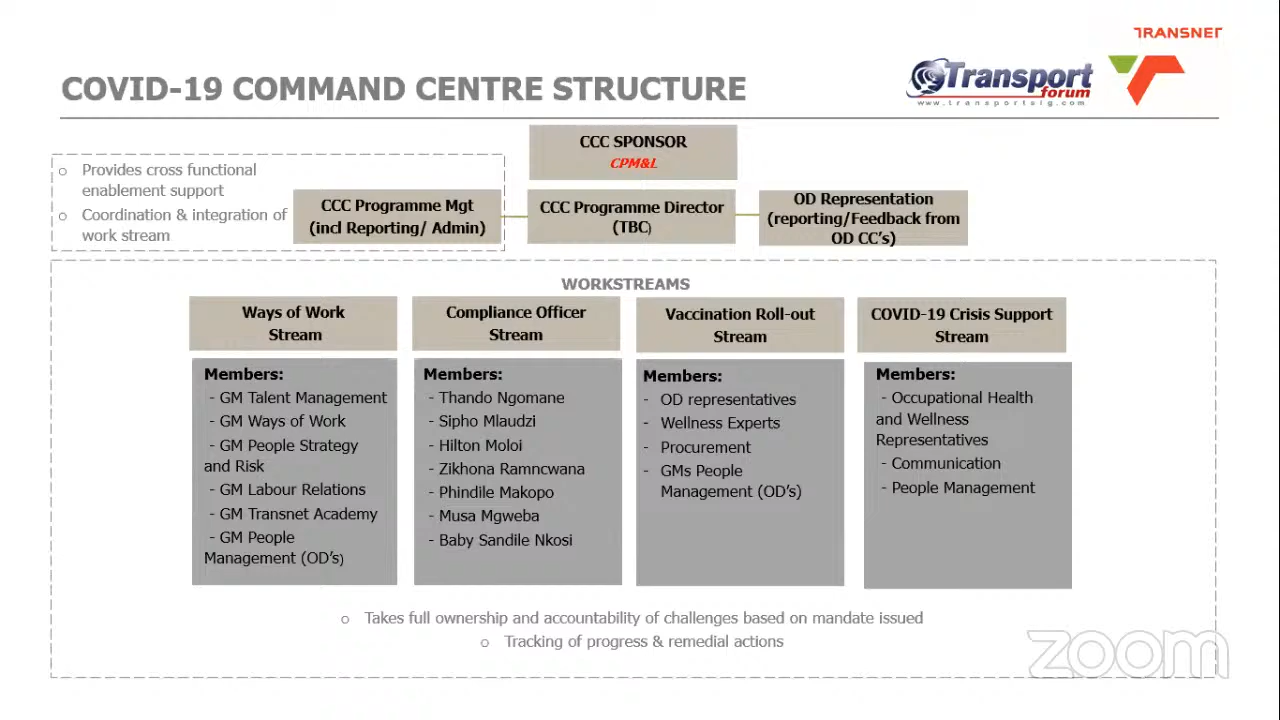 TRANSNET
Transport
forum
www.transportsig.com
COVID-19 COMMAND CENTRE STRUCTURE
CCC SPONSOR
CPM&L
o Provides cross functional
enablement support
o Coordination & integration of
work stream
CCC Programme Mgt
(incl Reporting/ Admin)
CCC Programme Director
(TBC)
OD Representation
(reporting/Feedback from
OD CC's)
WORKSTREAMS
Ways of Work
Stream
Members:
- GM Talent Management
- GM Ways of Work
- GM People Strategy
and Risk
- GM Labour Relations
- GM Transnet Academy
- GM People
Management (OD's)
Compliance Officer
Stream
Members:
- Thando Ngomane
- Sipho Mlaudzi
- Hilton Moloi
- Zikhona Ramncwana
- Phindile Makopo
- Musa Mgweba
- Baby Sandile Nkosi
Vaccination Roll-out
Stream
Members:
- OD representatives
- Wellness Experts
- Procurement
- GMs People
Management (OD's)
COVID-19 Crisis Support
Stream
Members:
- Occupational Health
and Wellness
Representatives
- Communication
- People Management
o Takes full ownership and accountability of challenges based on mandate issued
o Tracking of progress & remedial actions
zoom